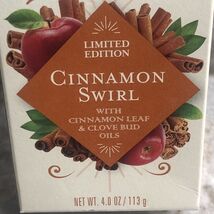 LIMITED
EDITION
CINNAMON
SWIRL
WITH
CINNAMON LEAF
& CLOVE BUD
OILS
NET WT. 4.0 OZ / 113 g